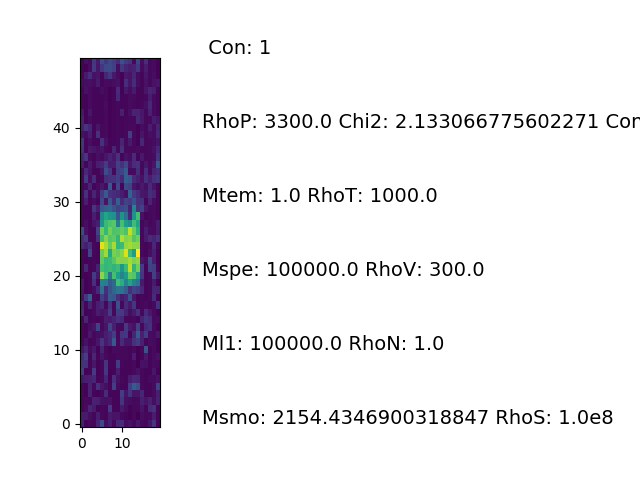 Con: 1
RhoP: 3300.0 Chi2: 2.133066775602271 Con
Mtem: 1.0 RhoT: 1000.0
Mspe: 100000.0 RhoV: 300.0
Ml1: 100000.0 RhoN: 1.0
Msmo: 2154.4346900318847 RhoS: 1.0e8
40
30
20
10
0
0 10